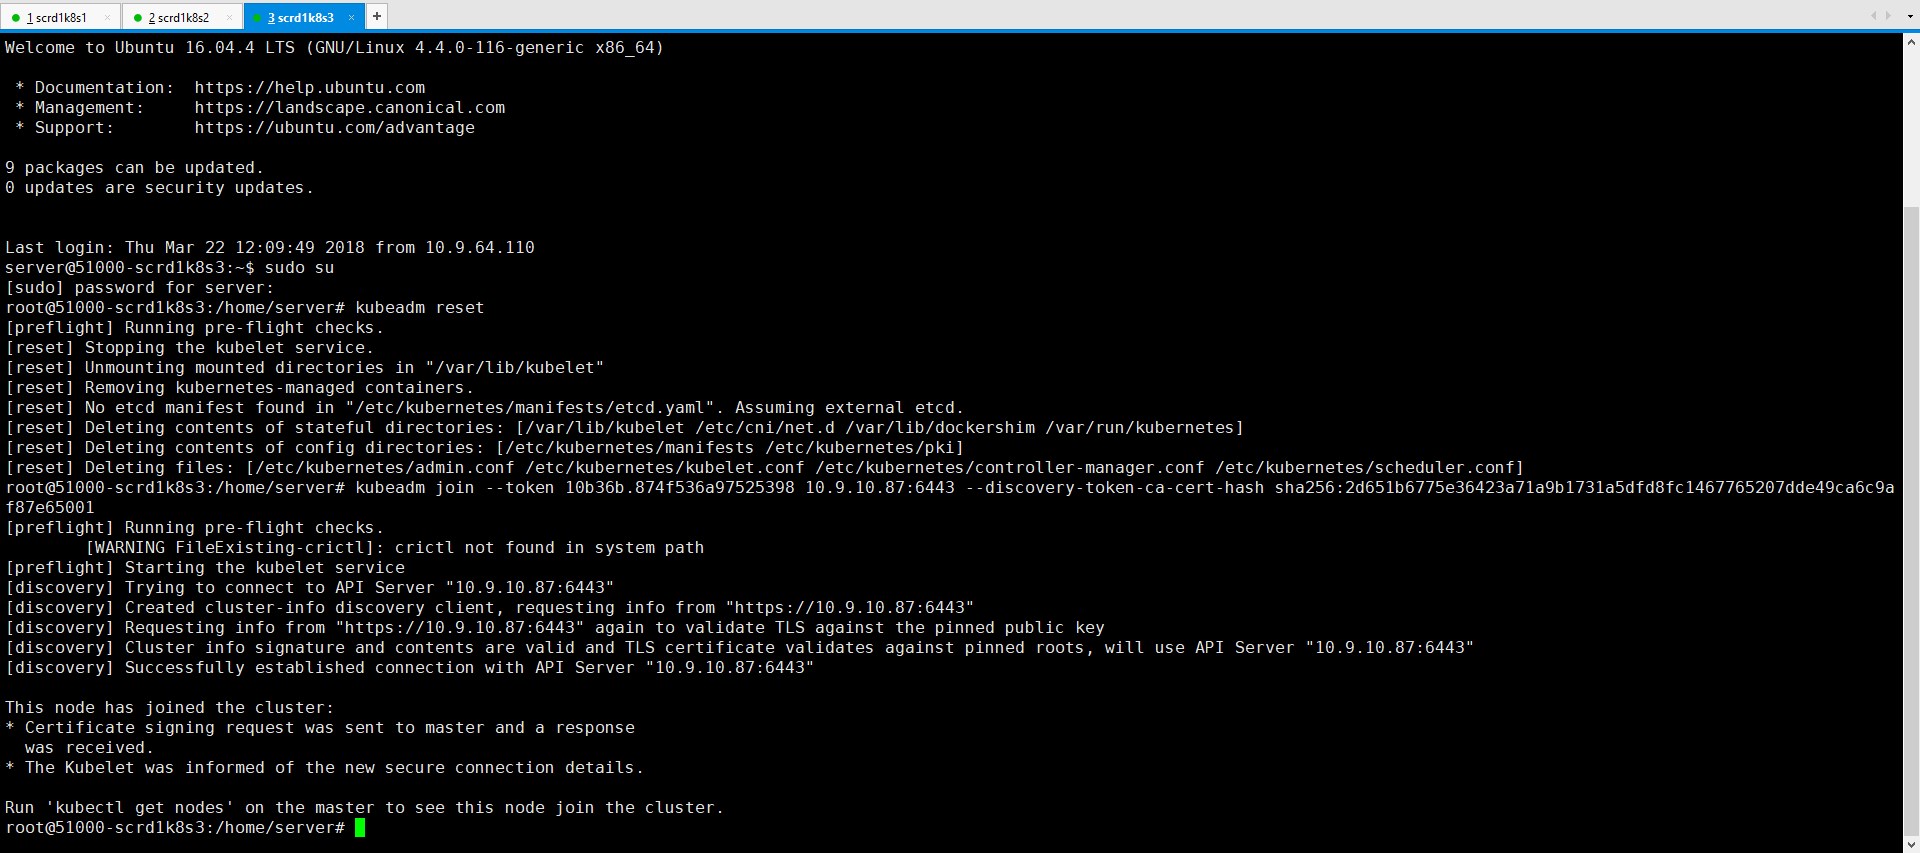 1 scrd1k8s1 × 2 scrd1k8s2 × 3 scrd1k8s3 × +
Welcome to Ubuntu 16.04.4 LTS (GNU/Linux 4.4.0-116-generic x86_64)
* Documentation:  https://help.ubuntu.com
* Management:     https://landscape.canonical.com
* Support:        https://ubuntu.com/advantage
9 packages can be updated.
0 updates are security updates.
Last login: Thu Mar 22 12:09:49 2018 from 10.9.64.110
server@51000-scrd1k8s3:~$ sudo su
[sudo] password for server:
root@51000-scrd1k8s3:/home/server# kubeadm reset
[preflight] Running pre-flight checks.
[reset] Stopping the kubelet service.
[reset] Unmounting mounted directories in "/var/lib/kubelet"
[reset] Removing kubernetes-managed containers.
[reset] No etcd manifest found in "/etc/kubernetes/manifests/etcd.yaml". Assuming external etcd.
[reset] Deleting contents of stateful directories: [/var/lib/kubelet /etc/cni/net.d /var/lib/dockershim /var/run/kubernetes]
[reset] Deleting contents of config directories: [/etc/kubernetes/manifests /etc/kubernetes/pki]
[reset] Deleting files: [/etc/kubernetes/admin.conf /etc/kubernetes/kubelet.conf /etc/kubernetes/controller-manager.conf /etc/kubernetes/scheduler.conf]
root@51000-scrd1k8s3:/home/server# kubeadm join --token 10b36b.874f536a97525398 10.9.10.87:6443 --discovery-token-ca-cert-hash sha256:2d651b6775e36423a71a9b1731a5dfd8fc1467765207dde49ca6c9a
f87e65001
[preflight] Running pre-flight checks.
[WARNING FileExisting-crictl]: crictl not found in system path
[preflight] Starting the kubelet service
[discovery] Trying to connect to API Server "10.9.10.87:6443"
[discovery] Created cluster-info discovery client, requesting info from "https://10.9.10.87:6443"
[discovery] Requesting info from "https://10.9.10.87:6443" again to validate TLS against the pinned public key
[discovery] Cluster info signature and contents are valid and TLS certificate validates against pinned roots, will use API Server "10.9.10.87:6443"
[discovery] Successfully established connection with API Server "10.9.10.87:6443"
This node has joined the cluster:
* Certificate signing request was sent to master and a response
was received.
* The Kubelet was informed of the new secure connection details.
Run 'kubectl get nodes' on the master to see this node join the cluster.
root@51000-scrd1k8s3:/home/server#